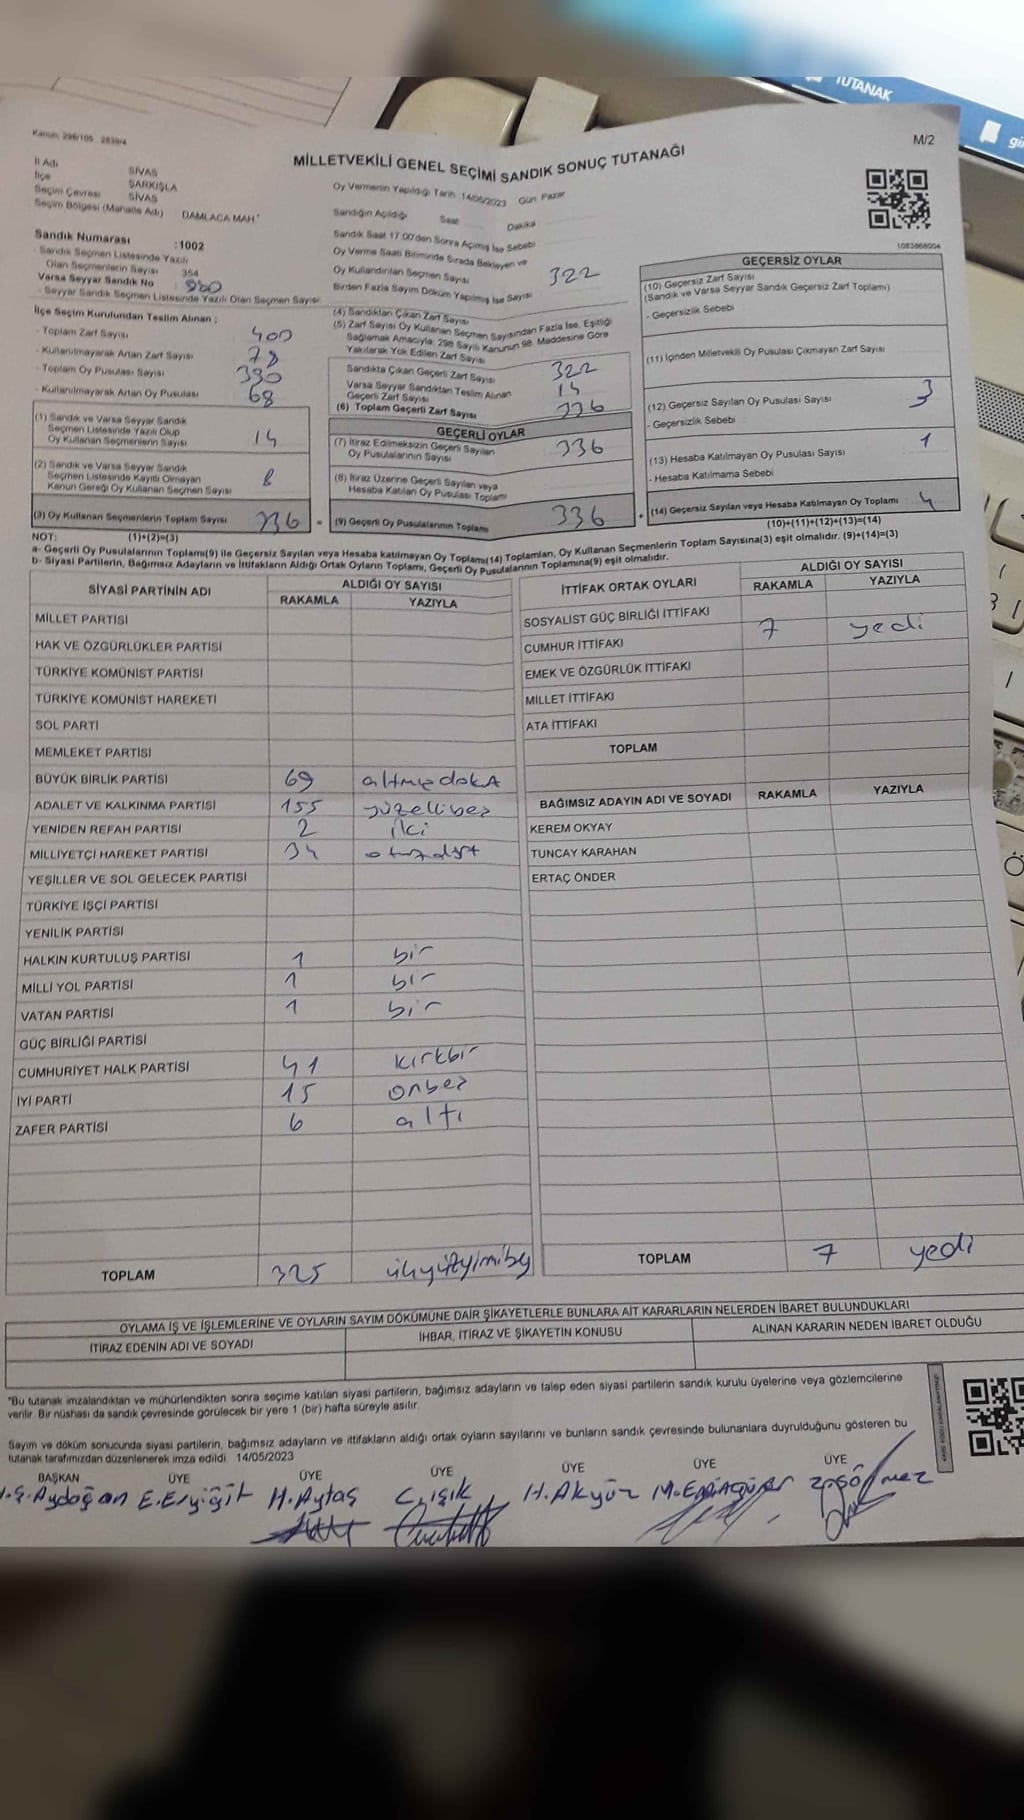 TUTANAK
Kanun: 298/105 2839/4
M/2
MİLLETVEKİLİ GENEL SEÇİMİ SANDIK SONUÇ TUTANAĞI
İl Adı SİVAS
İlçe ŞARKIŞLA
Seçim Çevresi SİVAS
Seçim Bölgesi (Mahalle Adı) DAMLACA MAH.
Sandık Numarası :1002
- Sandık Seçmen Listesinde Yazılı
Olan Seçmenlerin Sayısı 354
Varsa Seyyar Sandık No
- Seyyar Sandık Seçmen Listesinde Yazılı Olan Seçmen Sayısı
İlçe Seçim Kurulundan Teslim Alınan ;
- Toplam Zarf Sayısı 400
- Kullanılmayarak Artan Zarf Sayısı 78
- Toplam Oy Pusulası Sayısı 390
- Kullanılmayarak Artan Oy Pusulası 68
(1) Sandık ve Varsa Seyyar Sandık
Seçmen Listesinde Yazılı Olup
Oy Kullanan Seçmenlerin Sayısı 14
(2) Sandık ve Varsa Seyyar Sandık
Seçmen Listesinde Kayıtlı Olmayan
Kanun Gereği Oy Kullanan Seçmen Sayısı 8
(3) Oy Kullanan Seçmenlerin Toplam Sayısı 336
Oy Vermenin Yapıldığı Tarih 14/05/2023 Gün Pazar
Sandığın Açıldığı Saat Dakika
Sandık Saat 17:00'den Sonra Açılmış İse Sebebi
Oy Verme Saati Bitiminde Sırada Bekleyen ve
Oy Kullandırılan Seçmen Sayısı 322
Birden Fazla Sayım Döküm Yapılmış İse Sayısı
(4) Sandıktan Çıkan Zarf Sayısı
(5) Zarf Sayısı Oy Kullanan Seçmen Sayısından Fazla İse, Eşitliği
Sağlamak Amacıyla; 298 Sayılı Kanunun 98. Maddesine Göre
Yakılarak Yok Edilen Zarf Sayısı
Sandıkta Çıkan Geçerli Zarf Sayısı 322
Varsa Seyyar Sandıktan Teslim Alınan
Geçerli Zarf Sayısı 14
(6) Toplam Geçerli Zarf Sayısı 336
GEÇERLİ OYLAR
(7) İtiraz Edilmeksizin Geçerli Sayılan
Oy Pusulalarının Sayısı 336
(8) İtiraz Üzerine Geçerli Sayılan veya
Hesaba Katılan Oy Pusulası Toplamı
= (9) Geçerli Oy Pusulalarının Toplamı 336
1083868004
GEÇERSİZ OYLAR
(10) Geçersiz Zarf Sayısı
(Sandık ve Varsa Seyyar Sandık Geçersiz Zarf Toplamı)
- Geçersizlik Sebebi
(11) İçinden Milletvekili Oy Pusulası Çıkmayan Zarf Sayısı
(12) Geçersiz Sayılan Oy Pusulası Sayısı 3
- Geçersizlik Sebebi
(13) Hesaba Katılmayan Oy Pusulası Sayısı 1
- Hesaba Katılmama Sebebi
+ (14) Geçersiz Sayılan veya Hesaba Katılmayan Oy Toplamı 4
NOT: (1)+(2)=(3) (10)+(11)+(12)+(13)=(14)
a- Geçerli Oy Pusulalarının Toplamı(9) ile Geçersiz Sayılan veya Hesaba katılmayan Oy Toplamı(14) Toplamları, Oy Kullanan Seçmenlerin Toplam Sayısına(3) eşit olmalıdır. (9)+(14)=(3)
b- Siyasi Partilerin, Bağımsız Adayların ve İttifakların Aldığı Ortak Oyların Toplamı, Geçerli Oy Pusulalarının Toplamına(9) eşit olmalıdır.
SİYASİ PARTİNİN ADI ALDIĞI OY SAYISI
RAKAMLA YAZIYLA
MİLLET PARTİSİ
HAK VE ÖZGÜRLÜKLER PARTİSİ
TÜRKİYE KOMÜNİST PARTİSİ
TÜRKİYE KOMÜNİST HAREKETİ
SOL PARTİ
MEMLEKET PARTİSİ
BÜYÜK BİRLİK PARTİSİ 69
ADALET VE KALKINMA PARTİSİ 155 yüzellibeş
YENİDEN REFAH PARTİSİ 2 iki
MİLLİYETÇİ HAREKET PARTİSİ 34 otuzdört
YEŞİLLER VE SOL GELECEK PARTİSİ
TÜRKİYE İŞÇİ PARTİSİ
YENİLİK PARTİSİ
HALKIN KURTULUŞ PARTİSİ 1 bir
MİLLİ YOL PARTİSİ 1 bir
VATAN PARTİSİ 1 bir
GÜÇ BİRLİĞİ PARTİSİ
CUMHURİYET HALK PARTİSİ 41 kırkbir
İYİ PARTİ 15 onbeş
ZAFER PARTİSİ 6 altı
TOPLAM 325
İTTİFAK ORTAK OYLARI ALDIĞI OY SAYISI
RAKAMLA YAZIYLA
SOSYALİST GÜÇ BİRLİĞİ İTTİFAKI
CUMHUR İTTİFAKI 7 yedi
EMEK VE ÖZGÜRLÜK İTTİFAKI
MİLLET İTTİFAKI
ATA İTTİFAKI
TOPLAM
BAĞIMSIZ ADAYIN ADI VE SOYADI RAKAMLA YAZIYLA
KEREM OKYAY
TUNCAY KARAHAN
ERTAÇ ÖNDER
TOPLAM 7 yedi
OYLAMA İŞ VE İŞLEMLERİNE VE OYLARIN SAYIM DÖKÜMÜNE DAİR ŞİKAYETLERLE BUNLARA AİT KARARLARIN NELERDEN İBARET BULUNDUKLARI
İTİRAZ EDENİN ADI VE SOYADI İHBAR, İTİRAZ VE ŞİKAYETİN KONUSU ALINAN KARARIN NEDEN İBARET OLDUĞU
*Bu tutanak imzalandıktan ve mühürlendikten sonra seçime katılan siyasi partilerin, bağımsız adayların ve talep eden siyasi partilerin sandık kurulu üyelerine veya gözlemcilerine
verilir. Bir nüshası da sandık çevresinde görülecek bir yere 1 (bir) hafta süreyle asılır.
Sayım ve döküm sonucunda siyasi partilerin, bağımsız adayların ve ittifakların aldığı ortak oyların sayılarını ve bunların sandık çevresinde bulunanlara duyrulduğunu gösteren bu
tutanak tarafımızdan düzenlenerek imza edildi. 14/05/2023
BAŞKAN ÜYE ÜYE ÜYE ÜYE ÜYE ÜYE
Aydoğan E.Eryiğit H.Aytaş C.ışık H.Akyüz